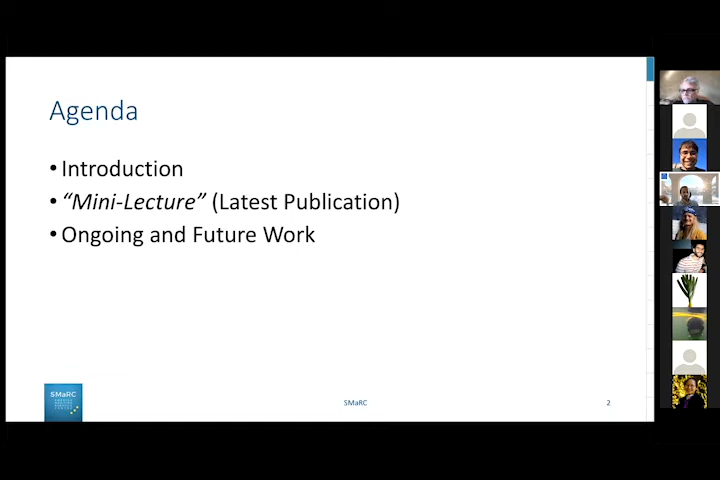 Agenda
• Introduction
• “Mini-Lecture” (Latest Publication)
• Ongoing and Future Work
SMaRC
SMaRC
2